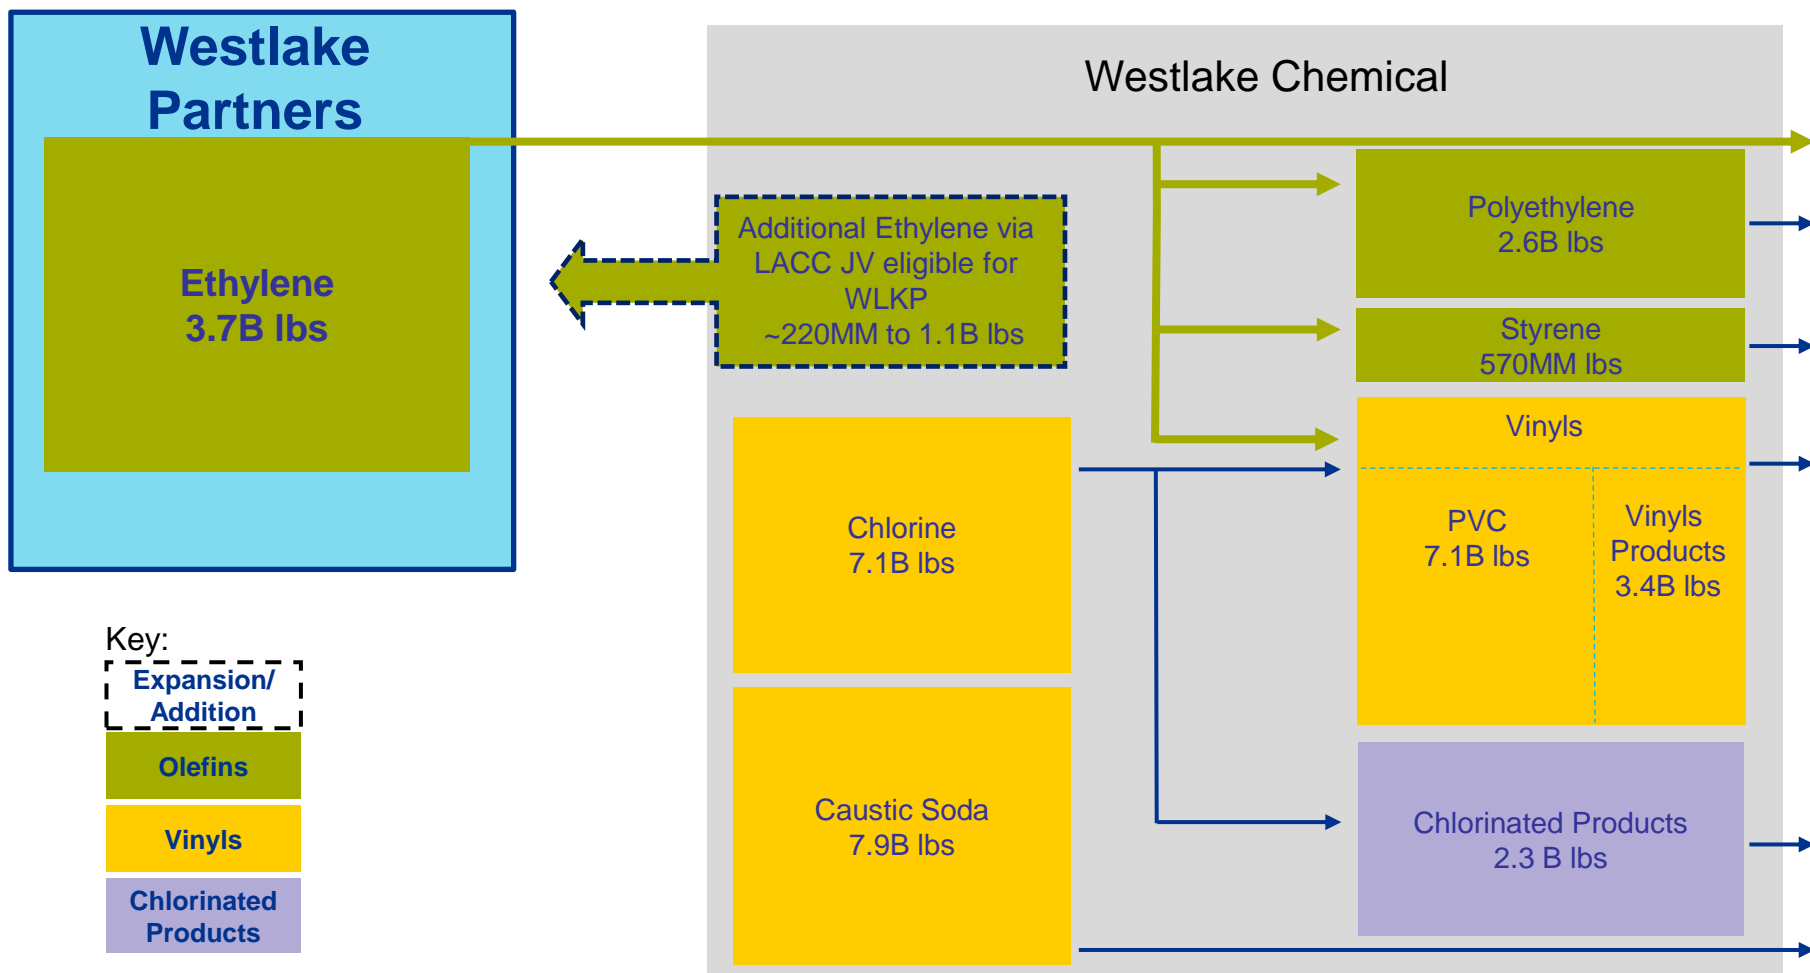 Westlake
Partners
Ethylene
3.7B lbs
Westlake Chemical
Additional Ethylene via
LACC JV eligible for
WLKP
~220MM to 1.1B lbs
Polyethylene
2.6B lbs
Styrene
570MM lbs
Chlorine
7.1B lbs
Vinyls
PVC
7.1B lbs
Vinyls
Products
3.4B lbs
Caustic Soda
7.9B lbs
Chlorinated Products
2.3 B lbs
Key:
Expansion/
Addition
Olefins
Vinyls
Chlorinated
Products